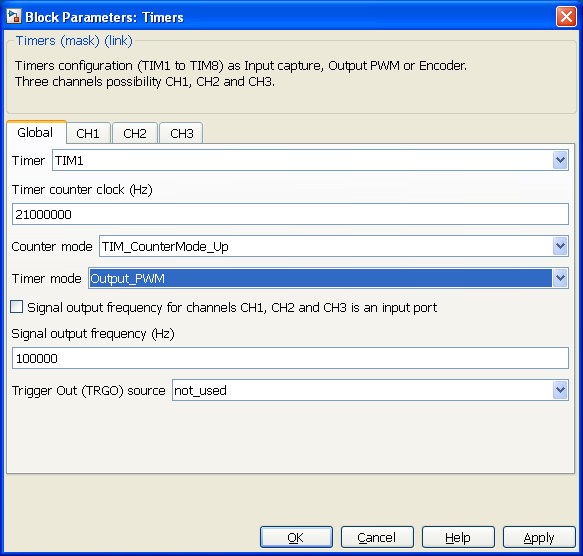 Block Parameters: Timers
Timers (mask) (link)
Timers configuration (TIM1 to TIM8) as Input capture, Output PWM or Encoder.
Three channels possibility CH1, CH2 and CH3.
Global CH1 CH2 CH3
Timer TIM1
Timer counter clock (Hz)
21000000
Counter mode TIM_CounterMode_Up
Timer mode Output_PWM
Signal output frequency for channels CH1, CH2 and CH3 is an input port
Signal output frequency (Hz)
100000
Trigger Out (TRGO) source not_used
OK Cancel Help Apply